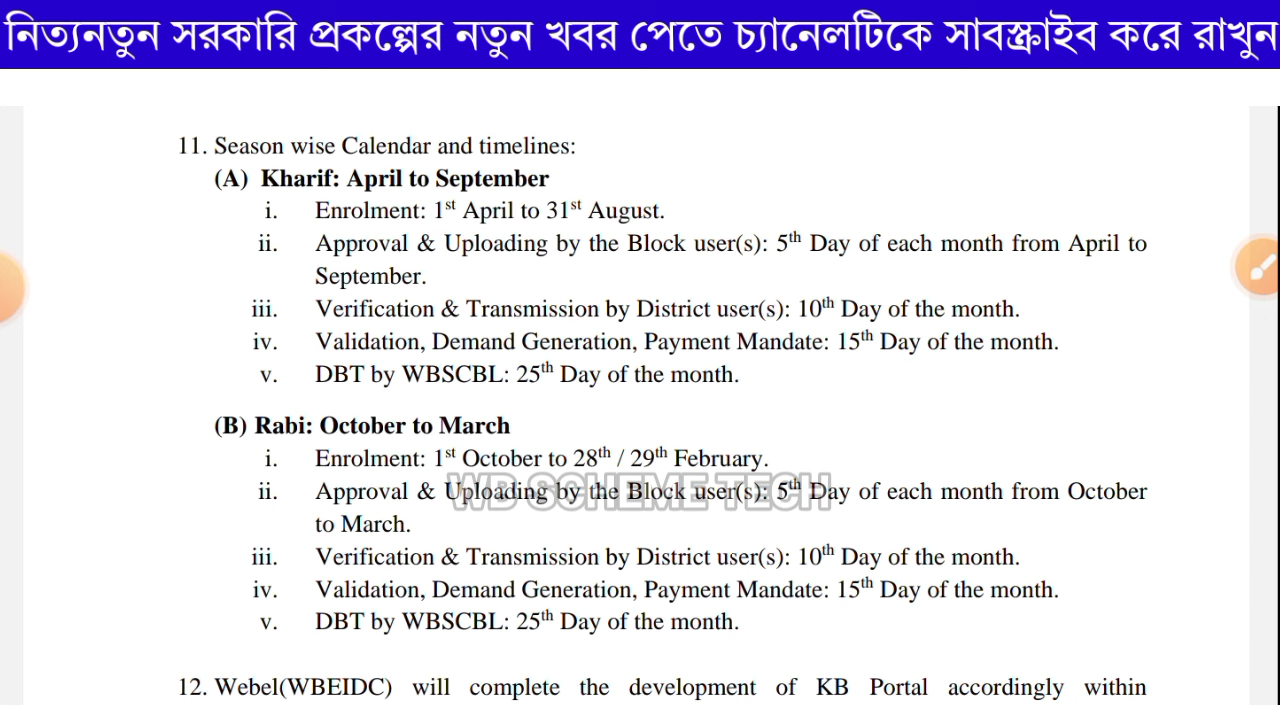 নিত্যনতুন সরকারি প্রকল্পের নতুন খবর পেতে চ্যানেলটিকে সাবস্ক্রাইব করে রাখুন
11. Season wise Calendar and timelines:
(A) Kharif: April to September
i. Enrolment: 1st April to 31st August.
ii. Approval & Uploading by the Block user(s): 5th Day of each month from April to
September.
iii. Verification & Transmission by District user(s): 10th Day of the month.
iv. Validation, Demand Generation, Payment Mandate: 15th Day of the month.
v. DBT by WBSCBL: 25th Day of the month.
(B) Rabi: October to March
i. Enrolment: 1st October to 28th / 29th February.
WB SCHEME TECH
ii. Approval & Uploading by the Block user(s): 5th Day of each month from October
to March.
iii. Verification & Transmission by District user(s): 10th Day of the month.
iv. Validation, Demand Generation, Payment Mandate: 15th Day of the month.
v. DBT by WBSCBL: 25th Day of the month.
12. Webel(WBEIDC) will complete the development of KB Portal accordingly within